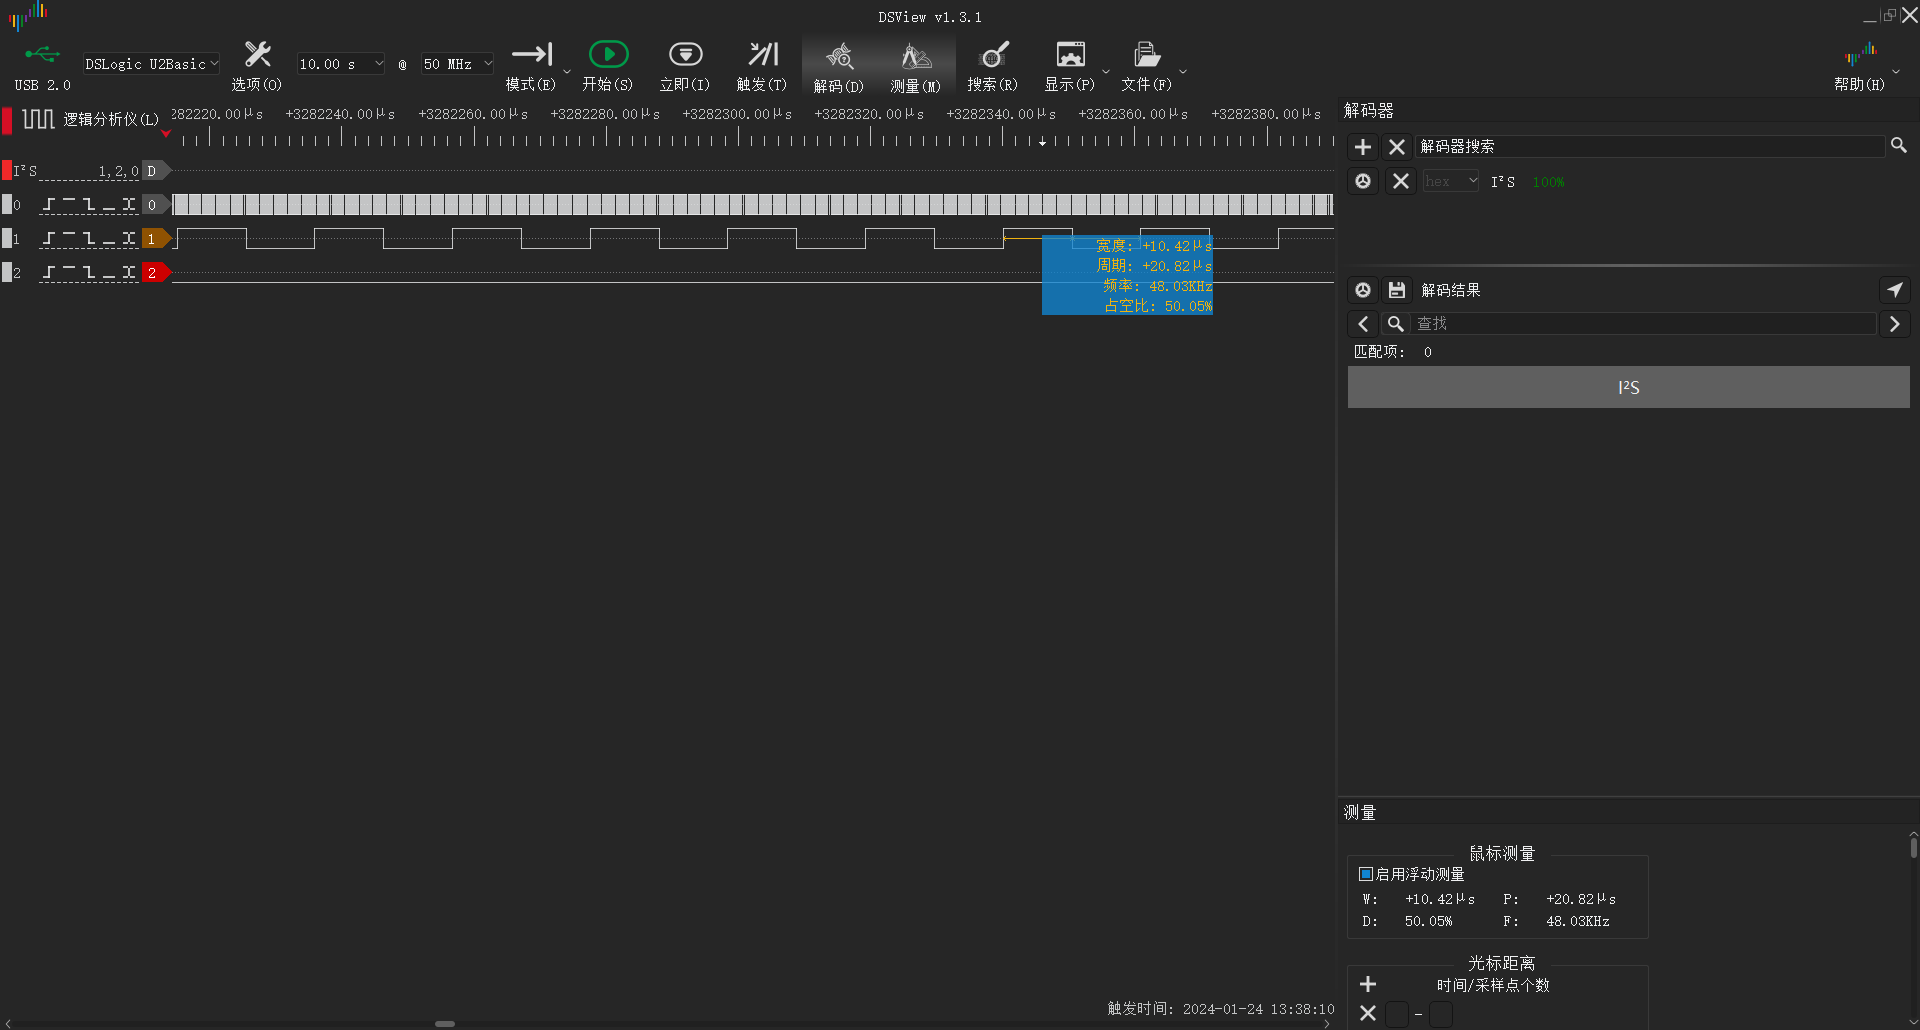 DSView v1.3.1
USB 2.0
DSLogic U2Basic
选项(O)
10.00 s
@
50 MHz
模式(E)
开始(S)
立即(I)
触发(T)
解码(D)
测量(M)
搜索(R)
显示(P)
文件(F)
帮助(H)
逻辑分析仪(L)
282220.00μs +3282240.00μs +3282260.00μs +3282280.00μs +3282300.00μs +3282320.00μs +3282340.00μs +3282360.00μs +3282380.00μs
I²S 1,2,0 D
0 0
1 1
2 2
宽度: +10.42μs
周期: +20.82μs
频率: 48.03KHz
占空比: 50.05%
触发时间: 2024-01-24 13:38:10
解码器
解码器搜索
hex I²S 100%
解码结果
查找
匹配项: 0
I²S
测量
鼠标测量
启用浮动测量
W: +10.42μs P: +20.82μs
D: 50.05% F: 48.03KHz
光标距离
时间/采样点个数
-